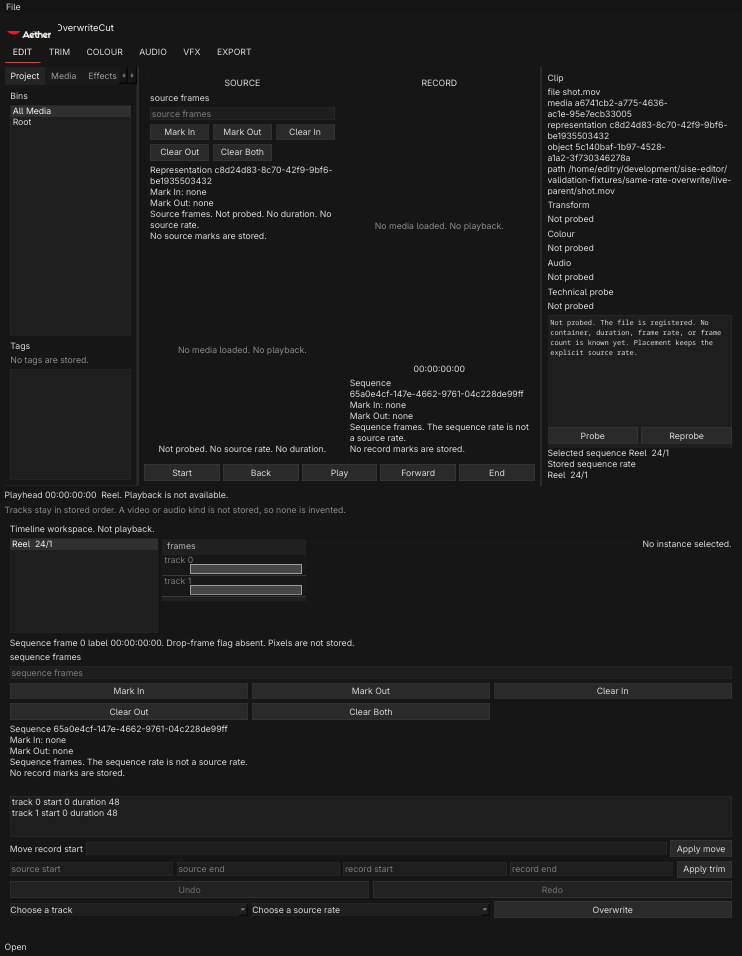 File
Aether
OverwriteCut
EDIT TRIM COLOUR AUDIO VFX EXPORT
Project Media Effects
Bins
All Media
Root
Tags
No tags are stored.
SOURCE
source frames
source frames
Mark In Mark Out Clear In
Clear Out Clear Both
Representation c8d24d83-8c70-42f9-9bf6-
be1935503432
Mark In: none
Mark Out: none
Source frames. Not probed. No duration. No
source rate.
No source marks are stored.
No media loaded. No playback.
Not probed. No source rate. No duration.
RECORD
No media loaded. No playback.
00:00:00:00
Sequence
65a0e4cf-147e-4662-9761-04c228de99ff
Mark In: none
Mark Out: none
Sequence frames. The sequence rate is not
a source rate.
No record marks are stored.
Start Back Play Forward End
Clip
file shot.mov
media a6741cb2-a775-4636-
ac1e-95e7ecb33005
representation c8d24d83-8c70-42f9-9bf6-
be1935503432
object 5c140baf-1b97-4528-
a1a2-3f730346278a
path /home/editry/development/sise-editor/
validation-fixtures/same-rate-overwrite/live-
parent/shot.mov
Transform
Not probed
Colour
Not probed
Audio
Not probed
Technical probe
Not probed
Not probed. The file is registered. No
container, duration, frame rate, or frame
count is known yet. Placement keeps the
explicit source rate.
Probe Reprobe
Selected sequence Reel 24/1
Stored sequence rate
Reel 24/1
Playhead 00:00:00:00 Reel. Playback is not available.
Tracks stay in stored order. A video or audio kind is not stored, so none is invented.
Timeline workspace. Not playback.
Reel 24/1
frames
track 0
track 1
No instance selected.
Sequence frame 0 label 00:00:00:00. Drop-frame flag absent. Pixels are not stored.
sequence frames
sequence frames
Mark In Mark Out Clear In
Clear Out Clear Both
Sequence 65a0e4cf-147e-4662-9761-04c228de99ff
Mark In: none
Mark Out: none
Sequence frames. The sequence rate is not a source rate.
No record marks are stored.
track 0 start 0 duration 48
track 1 start 0 duration 48
Move record start Apply move
source start source end record start record end Apply trim
Undo Redo
Choose a track Choose a source rate Overwrite
Open